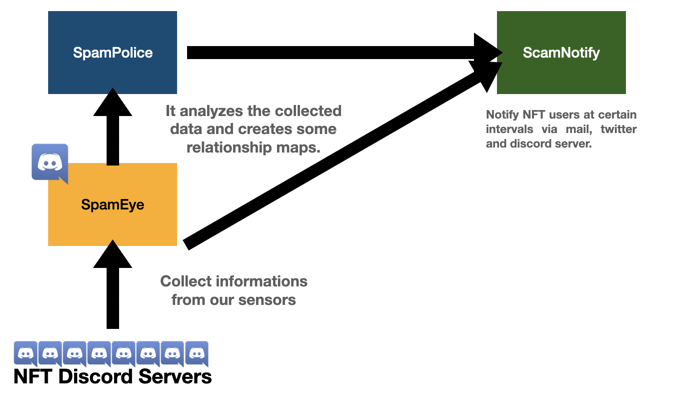 SpamPolice
ScamNotify
It analyzes the collected
data and creates some
relationship maps.
Notify NFT users at certain
intervals via mail, twitter
and discord server.
SpamEye
Collect informations
from our sensors
NFT Discord Servers